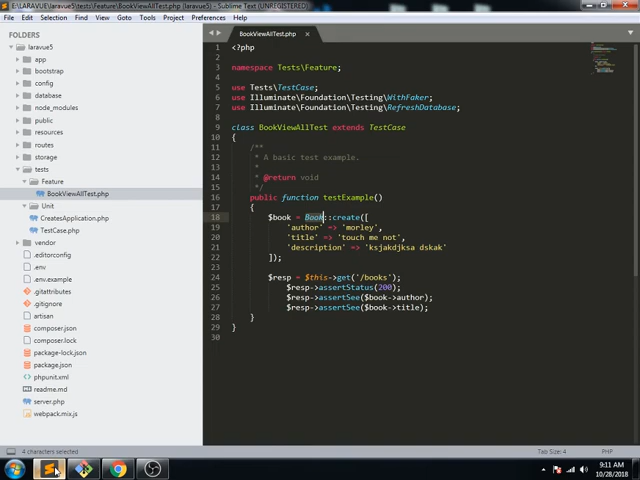 E:\LARAVUE\laravue5\tests\Feature\BookViewAllTest.php (laravue5) - Sublime Text (UNREGISTERED)
File Edit Selection Find View Goto Tools Project Preferences Help
FOLDERS
laravue5
app
bootstrap
config
database
node_modules
public
resources
routes
storage
tests
Feature
BookViewAllTest.php
Unit
CreatesApplication.php
TestCase.php
vendor
.editorconfig
.env
.env.example
.gitattributes
.gitignore
artisan
composer.json
composer.lock
package-lock.json
package.json
phpunit.xml
readme.md
server.php
webpack.mix.js
BookViewAllTest.php ×
1 <?php
2
3 namespace Tests\Feature;
4
5 use Tests\TestCase;
6 use Illuminate\Foundation\Testing\WithFaker;
7 use Illuminate\Foundation\Testing\RefreshDatabase;
8
9 class BookViewAllTest extends TestCase
10 {
11 /**
12 * A basic test example.
13 *
14 * @return void
15 */
16 public function testExample()
17 {
18 $book = Book::create([
19 'author' => 'morley',
20 'title' => 'touch me not',
21 'description' => 'ksjakdjksa dskak'
22 ]);
23
24 $resp = $this->get('/books');
25 $resp->assertStatus(200);
26 $resp->assertSee($book->author);
27 $resp->assertSee($book->title);
28 }
29 }
30
4 characters selected
Tab Size: 4
PHP
9:11 AM
10/28/2018